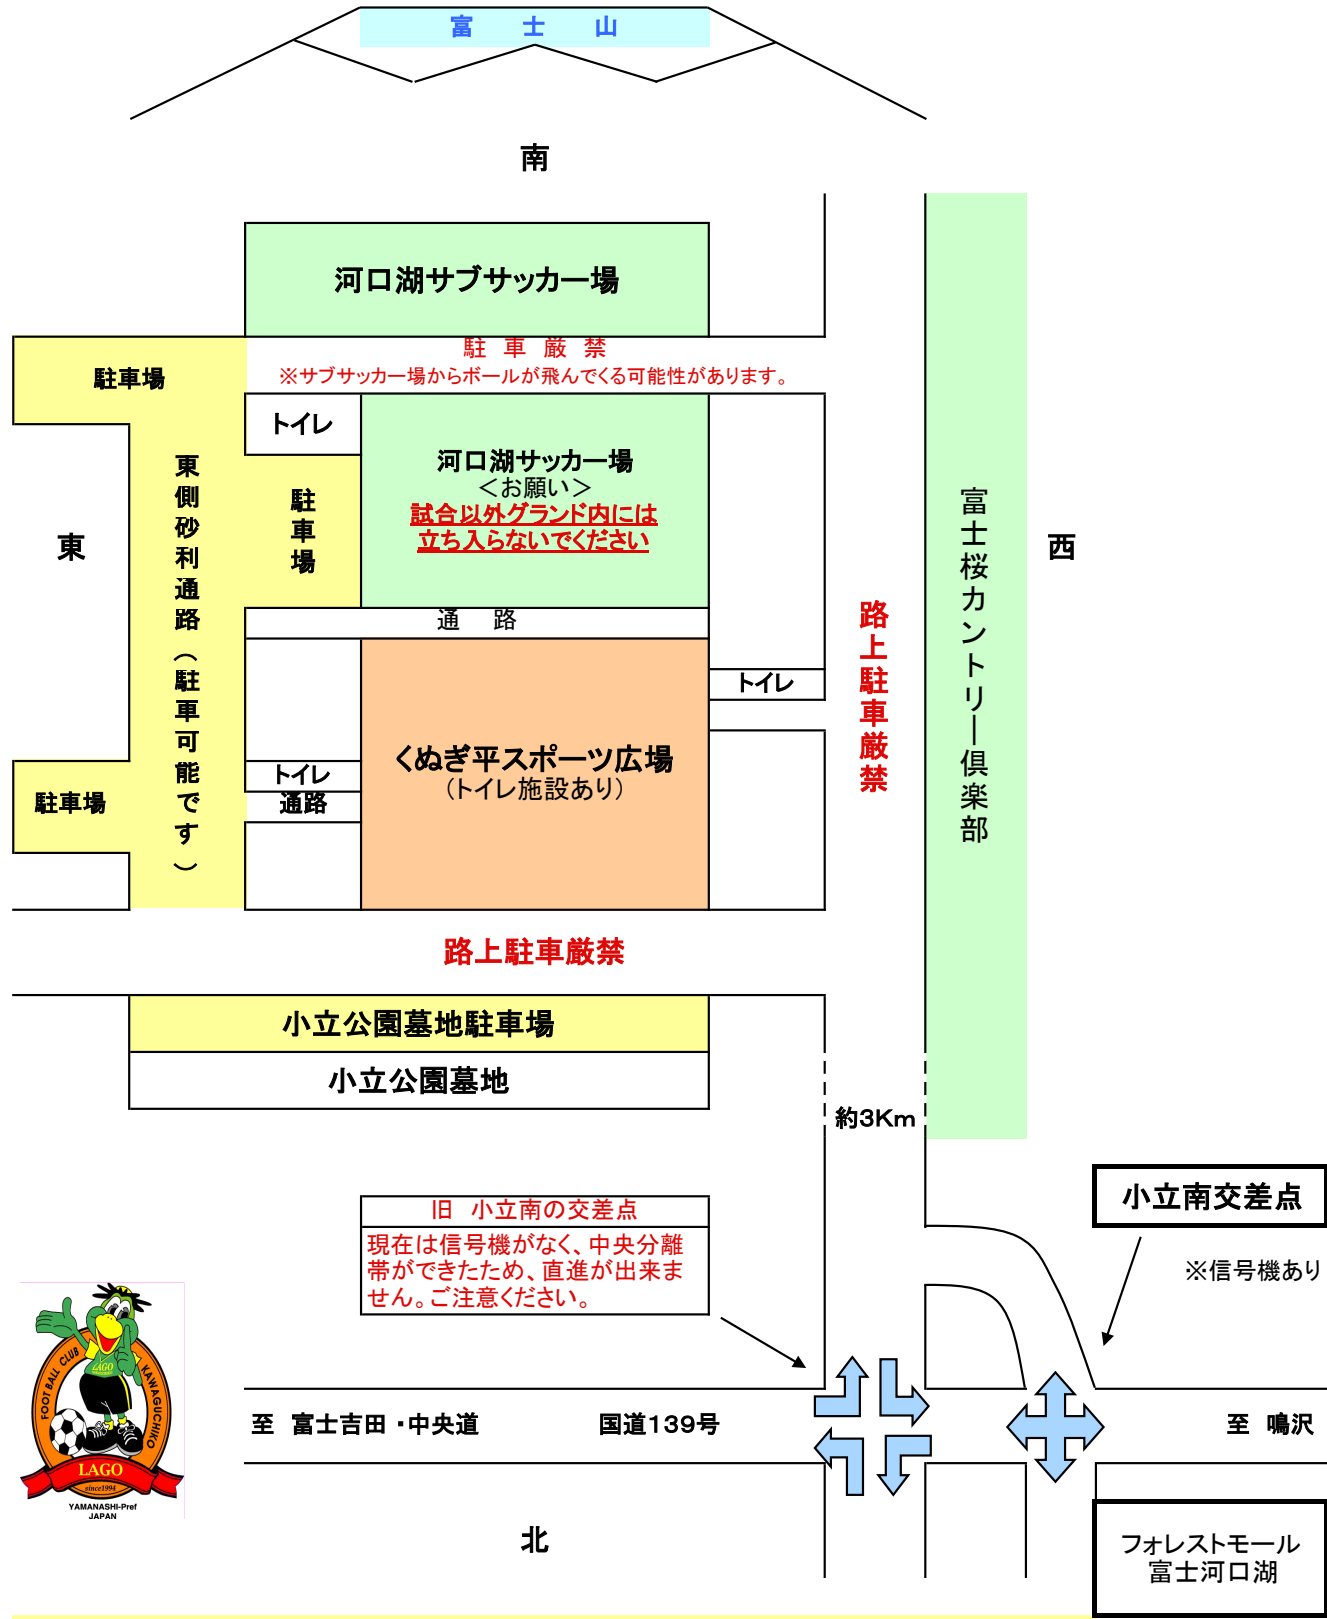 富　士　山
南
河口湖サブサッカー場
駐　車　厳　禁
※サブサッカー場からボールが飛んでくる可能性があります。
駐車場
トイレ
河口湖サッカー場
＜お願い＞
試合以外グランド内には
立ち入らないでください
駐車場
東側砂利通路（駐車可能です）
東
西
富士桜カントリー倶楽部
路上駐車厳禁
通　路
トイレ
くぬぎ平スポーツ広場
（トイレ施設あり）
トイレ
通路
駐車場
路上駐車厳禁
小立公園墓地駐車場
小立公園墓地
約3Km
小立南交差点
※信号機あり
旧　小立南の交差点
現在は信号機がなく、中央分離
帯ができたため、直進が出来ま
せん。ご注意ください。
至　富士吉田・中央道
国道139号
至　鳴沢
FOOTBALL CLUB
KAWAGUCHIKO
LAGO
LAGO
since1994
YAMANASHI-Pref
JAPAN
北
フォレストモール
富士河口湖